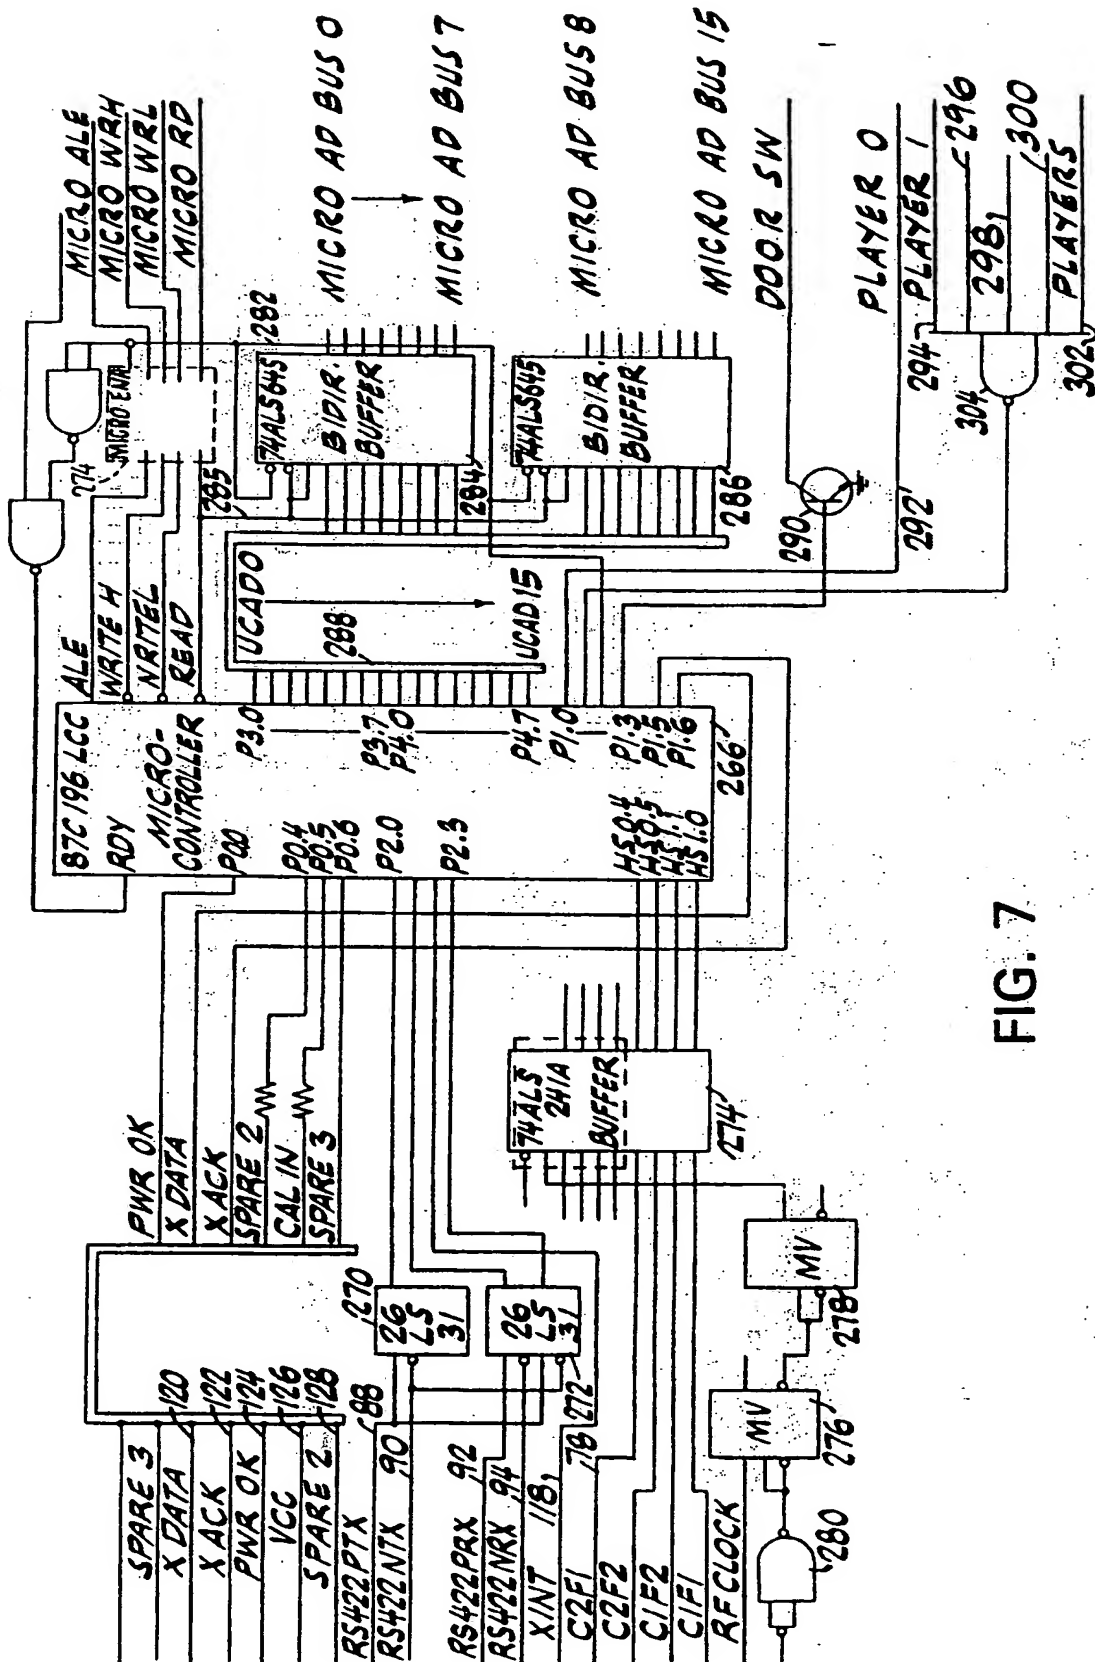 MICRO ALE
MICRO WRH
MICRO WRL
MICRO RD
MICRO AD BUS 0
MICRO AD BUS 7
MICRO AD BUS 8
MICRO AD BUS 15
DOOR SW
PLAYER 0
PLAYER 1
PLAYERS
294
296
298
300
302
304
292
290
MICRO ENA
274
285
282
74ALS645
BIDIR.
BUFFER
284
74ALS645
BIDIR.
BUFFER
286
UCAD0
UCAD15
288
ALE
WRITE H
NRITEL
READ
87C196 LCC
RDY
MICRO-
CONTROLLER
P0.0
P0.4
P0.5
P0.6
P2.0
P2.3
P3.0
P3.7
P4.0
P4.7
P1.0
P1.3
P1.5
P1.6
HS0.4
HS0.5
HS1.1
HS1.0
266
PWR OK
X DATA
X ACK
SPARE 2
CAL IN
SPARE 3
74ALS
241A
BUFFER
274
270
26
LS
31
26
LS
31
272
MV
278
MV
276
280
SPARE 3
X DATA
120
X ACK
122
PWR OK
124
VCC
126
SPARE 2
128
RS422PTX
88
RS422NTX
90
RS422PRX
92
RS422NRX
94
XINT
118
C2F1
78
C2F2
C1F2
C1F1
RF CLOCK
FIG. 7